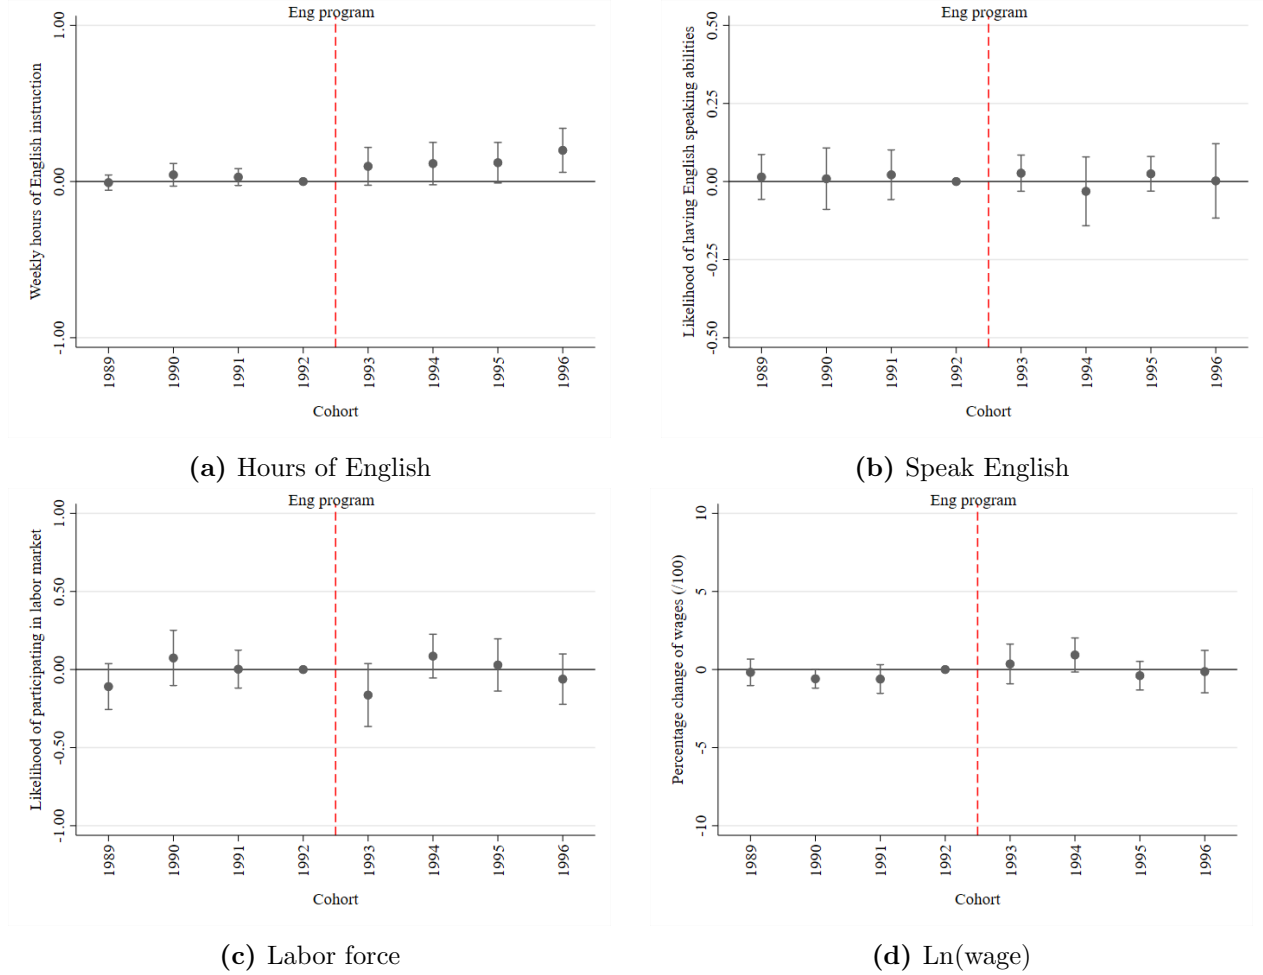 Eng program
Weekly hours of English instruction
1.00
0.00
-1.00
1989 1990 1991 1992 1993 1994 1995 1996
Cohort
(a) Hours of English
Eng program
Likelihood of having English speaking abilities
0.50
0.25
0.00
-0.25
-0.50
1989 1990 1991 1992 1993 1994 1995 1996
Cohort
(b) Speak English
Eng program
Likelihood of participating in labor market
1.00
0.50
0.00
-0.50
-1.00
1989 1990 1991 1992 1993 1994 1995 1996
Cohort
(c) Labor force
Eng program
Percentage change of wages (/100)
10
5
0
-5
-10
1989 1990 1991 1992 1993 1994 1995 1996
Cohort
(d) Ln(wage)